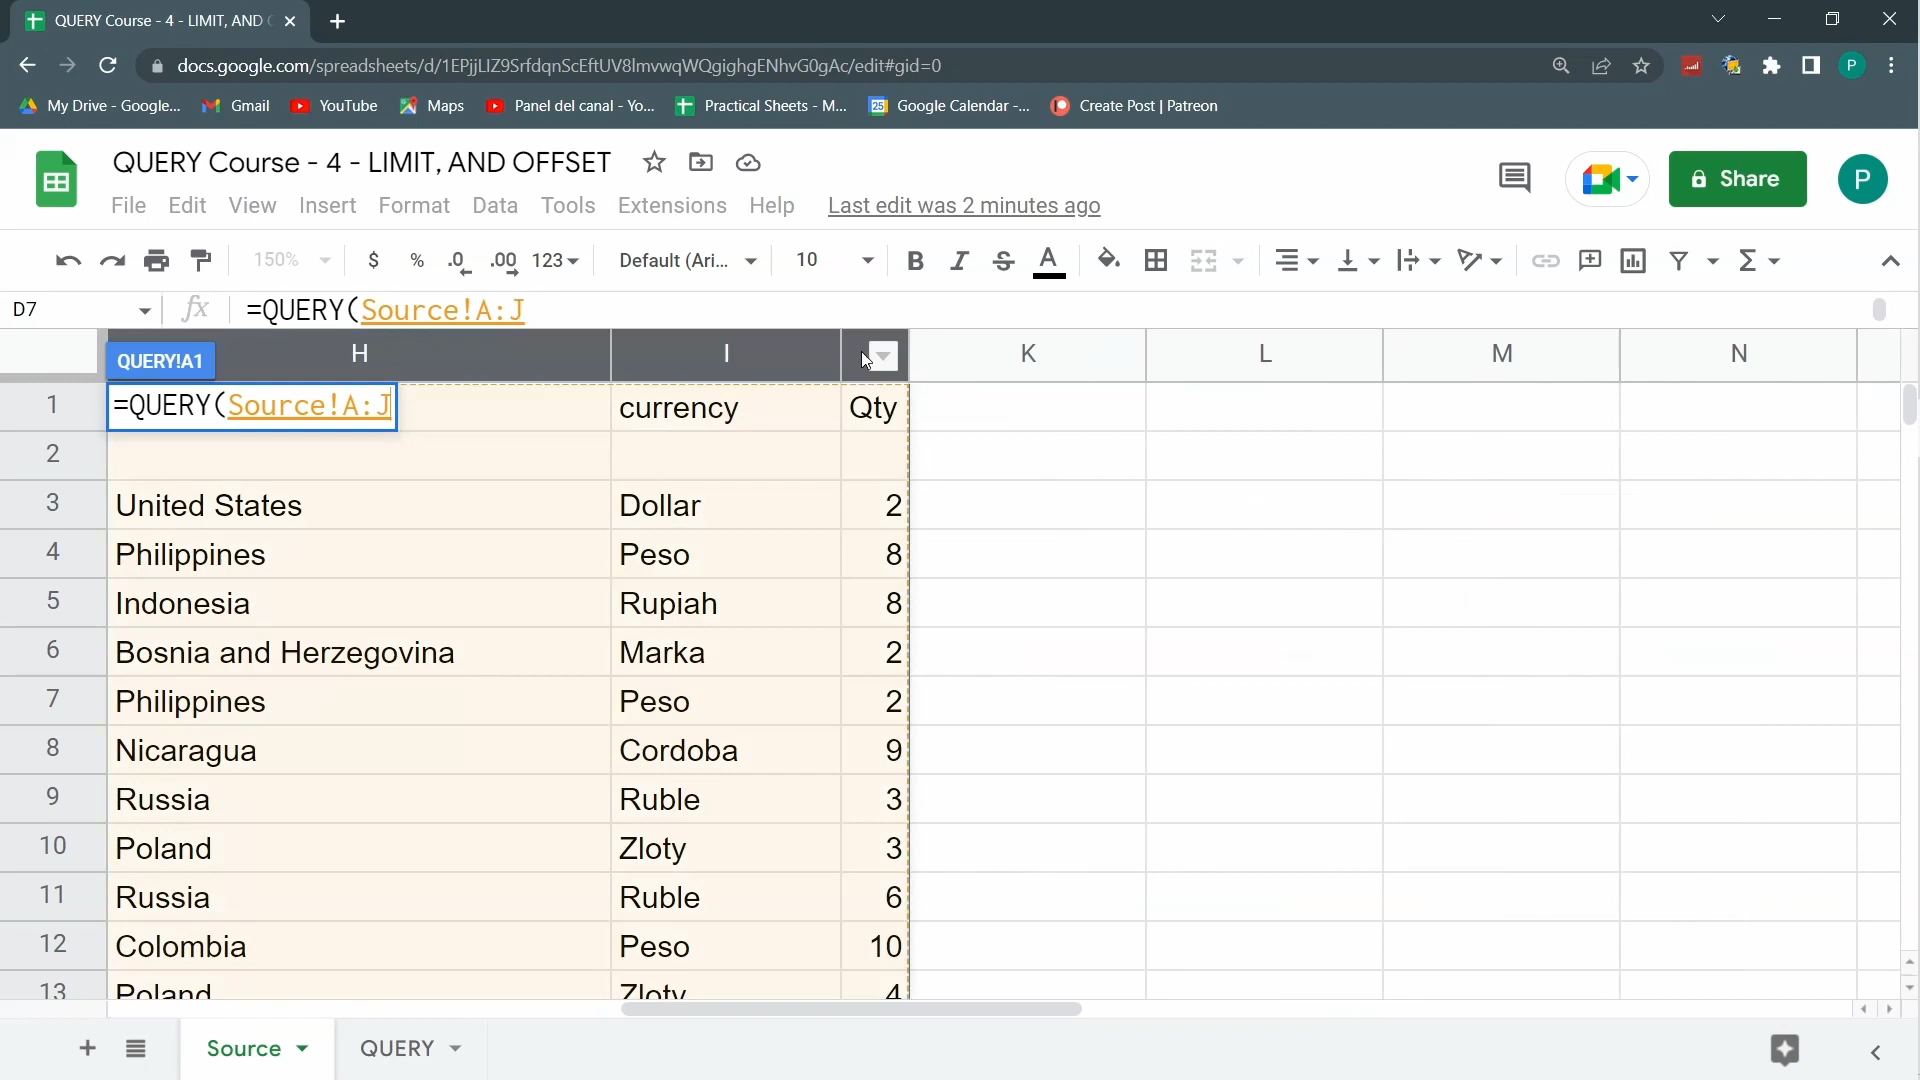 QUERY Course - 4 - LIMIT, AND
docs.google.com/spreadsheets/d/1EPjjLIZ9SrfdqnScEftUV8lmvwqWQgighgENhvG0gAc/edit#gid=0
My Drive - Google... Gmail YouTube Maps Panel del canal - Yo... Practical Sheets - M... Google Calendar -... Create Post | Patreon
QUERY Course - 4 - LIMIT, AND OFFSET
Share
P
File Edit View Insert Format Data Tools Extensions Help Last edit was 2 minutes ago
150% $ % .0 .00 123 Default (Ari... 10 B I S A
D7 fx =QUERY(Source!A:J
QUERY!A1 H I K L M N
1 =QUERY(Source!A:J currency Qty
2
3 United States Dollar 2
4 Philippines Peso 8
5 Indonesia Rupiah 8
6 Bosnia and Herzegovina Marka 2
7 Philippines Peso 2
8 Nicaragua Cordoba 9
9 Russia Ruble 3
10 Poland Zloty 3
11 Russia Ruble 6
12 Colombia Peso 10
13 Poland Zloty 4
Source QUERY